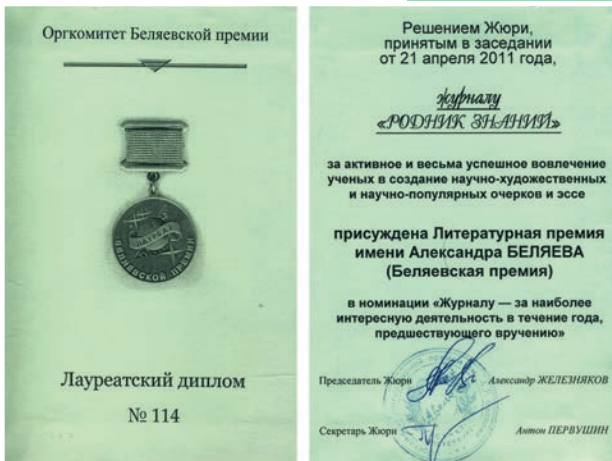 Оргкомитет Беляевской премии
ЛАУРЕАТ
БЕЛЯЕВСКОЙ ПРЕМИИ
Лауреатский диплом
№ 114
Решением Жюри,
принятым в заседании
от 21 апреля 2011 года,
журналу
«РОДНИК ЗНАНИЙ»
за активное и весьма успешное вовлечение
ученых в создание научно-художественных
и научно-популярных очерков и эссе
присуждена Литературная премия
имени Александра БЕЛЯЕВА
(Беляевская премия)
в номинации «Журналу — за наиболее
интересную деятельность в течение года,
предшествующего вручению»
Председатель Жюри Александр ЖЕЛЕЗНЯКОВ
Секретарь Жюри Антон ПЕРВУШИН